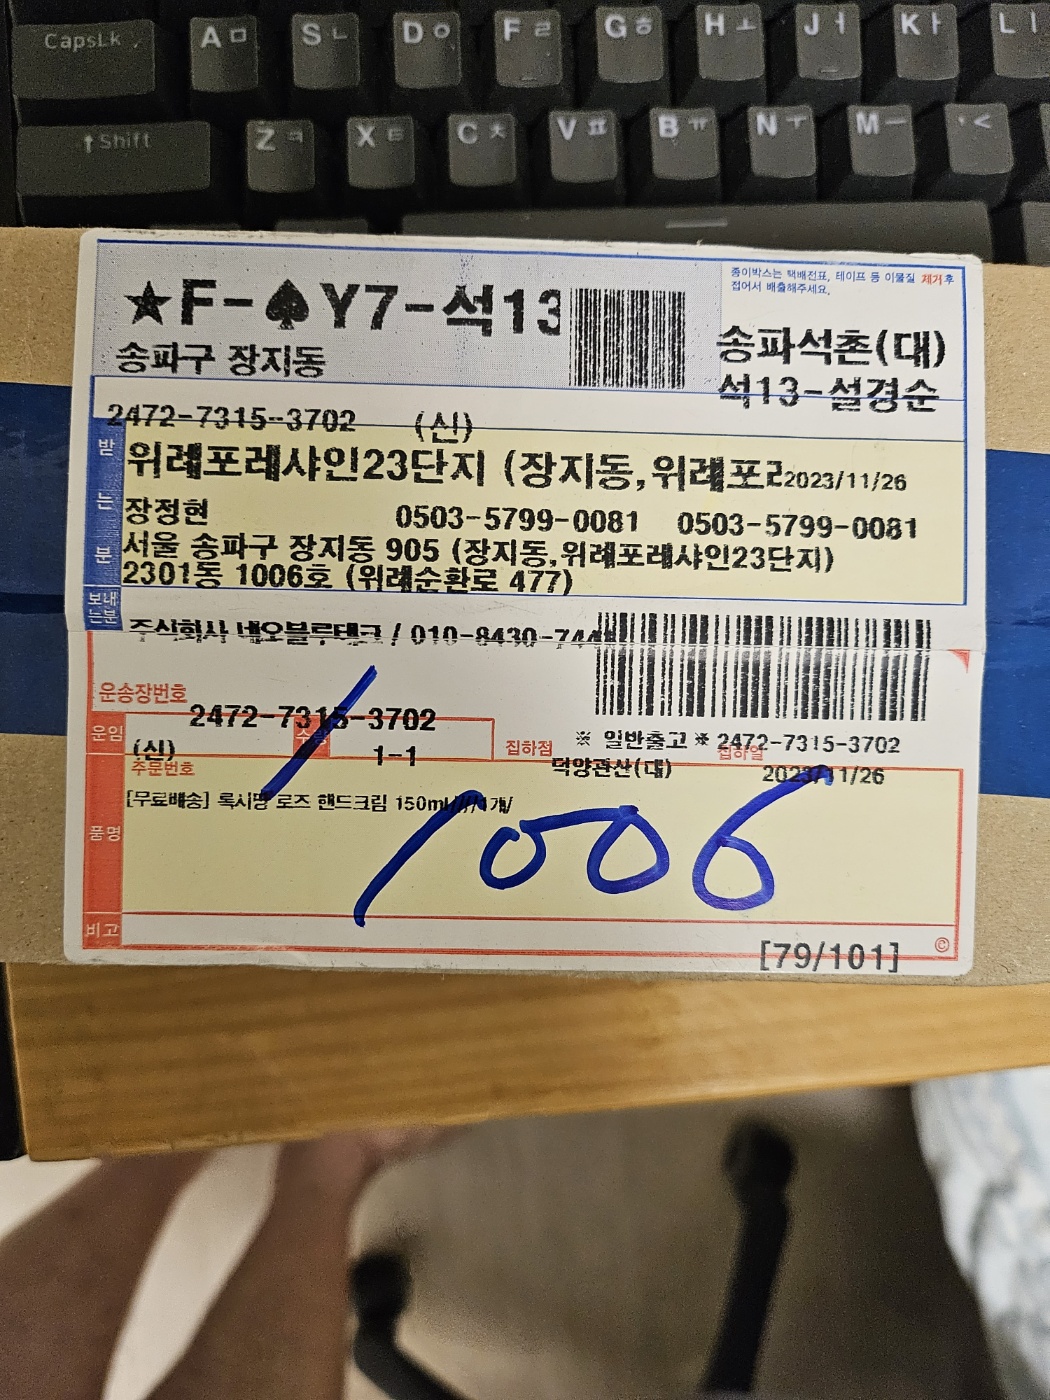 CapsLk A ㅁ S ㄴ D ㅇ F ㄹ G ㅎ H ㅗ J ㅓ K ㅏ L ㅣ
↑Shift Z ㅋ X ㅌ C ㅊ V ㅍ B ㅠ N ㅜ M ㅡ , <
★F-♠Y7-석13
종이박스는 택배전표, 테이프 등 이물질 제거 후
접어서 배출해주세요.
송파구 장지동
송파석촌(대)
석13-설경순
2472-7315-3702 (신)
받는분
위례포레샤인23단지 (장지동,위례포
2023/11/26
장정현 0503-5799-0081 0503-5799-0081
서울 송파구 장지동 905 (장지동,위례포레샤인23단지)
2301동 1006호 (위례순환로 477)
보내는분
주식회사 네오블루테크 / 010-8430-744
운송장번호
2472-7315-3702
운임 (신) 수량 1-1 집하점 덕양관산(대)
※ 일반출고 ※ 2472-7315-3702
집하일 2023/11/26
주문번호
품명
[무료배송] 록시땅 로즈 핸드크림 150ml////1개/
/
1006
비고
©
[79/101]